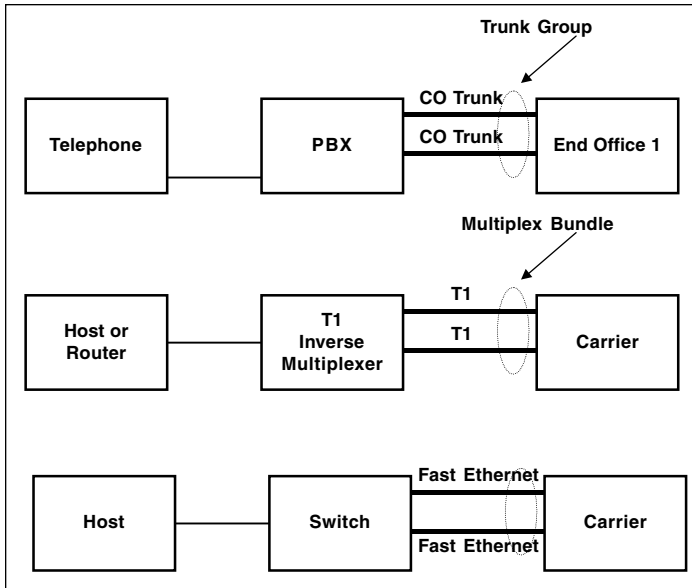 Trunk Group
CO Trunk
Telephone
PBX
CO Trunk
End Office 1
Multiplex Bundle
T1
Host or
Router
T1
Inverse
Multiplexer
T1
Carrier
Fast Ethernet
Host
Switch
Carrier
Fast Ethernet